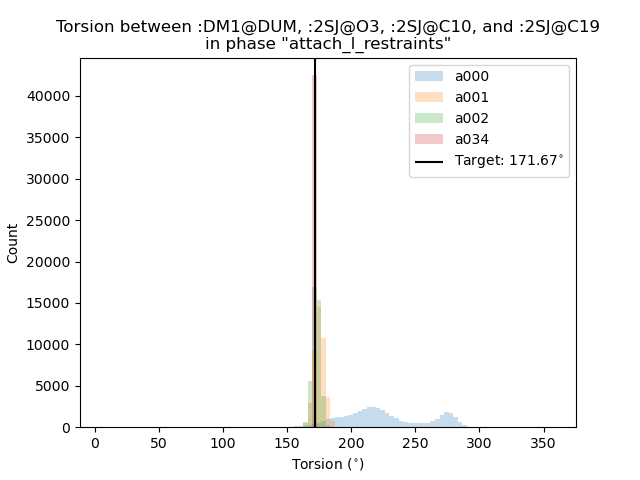 Torsion between :DM1@DUM, :2SJ@O3, :2SJ@C10, and :2SJ@C19
in phase "attach_l_restraints"
a000
a001
a002
a034
Target: 171.67°
40000
35000
30000
25000
20000
15000
10000
5000
0
Count
0 50 100 150 200 250 300 350
Torsion (°)